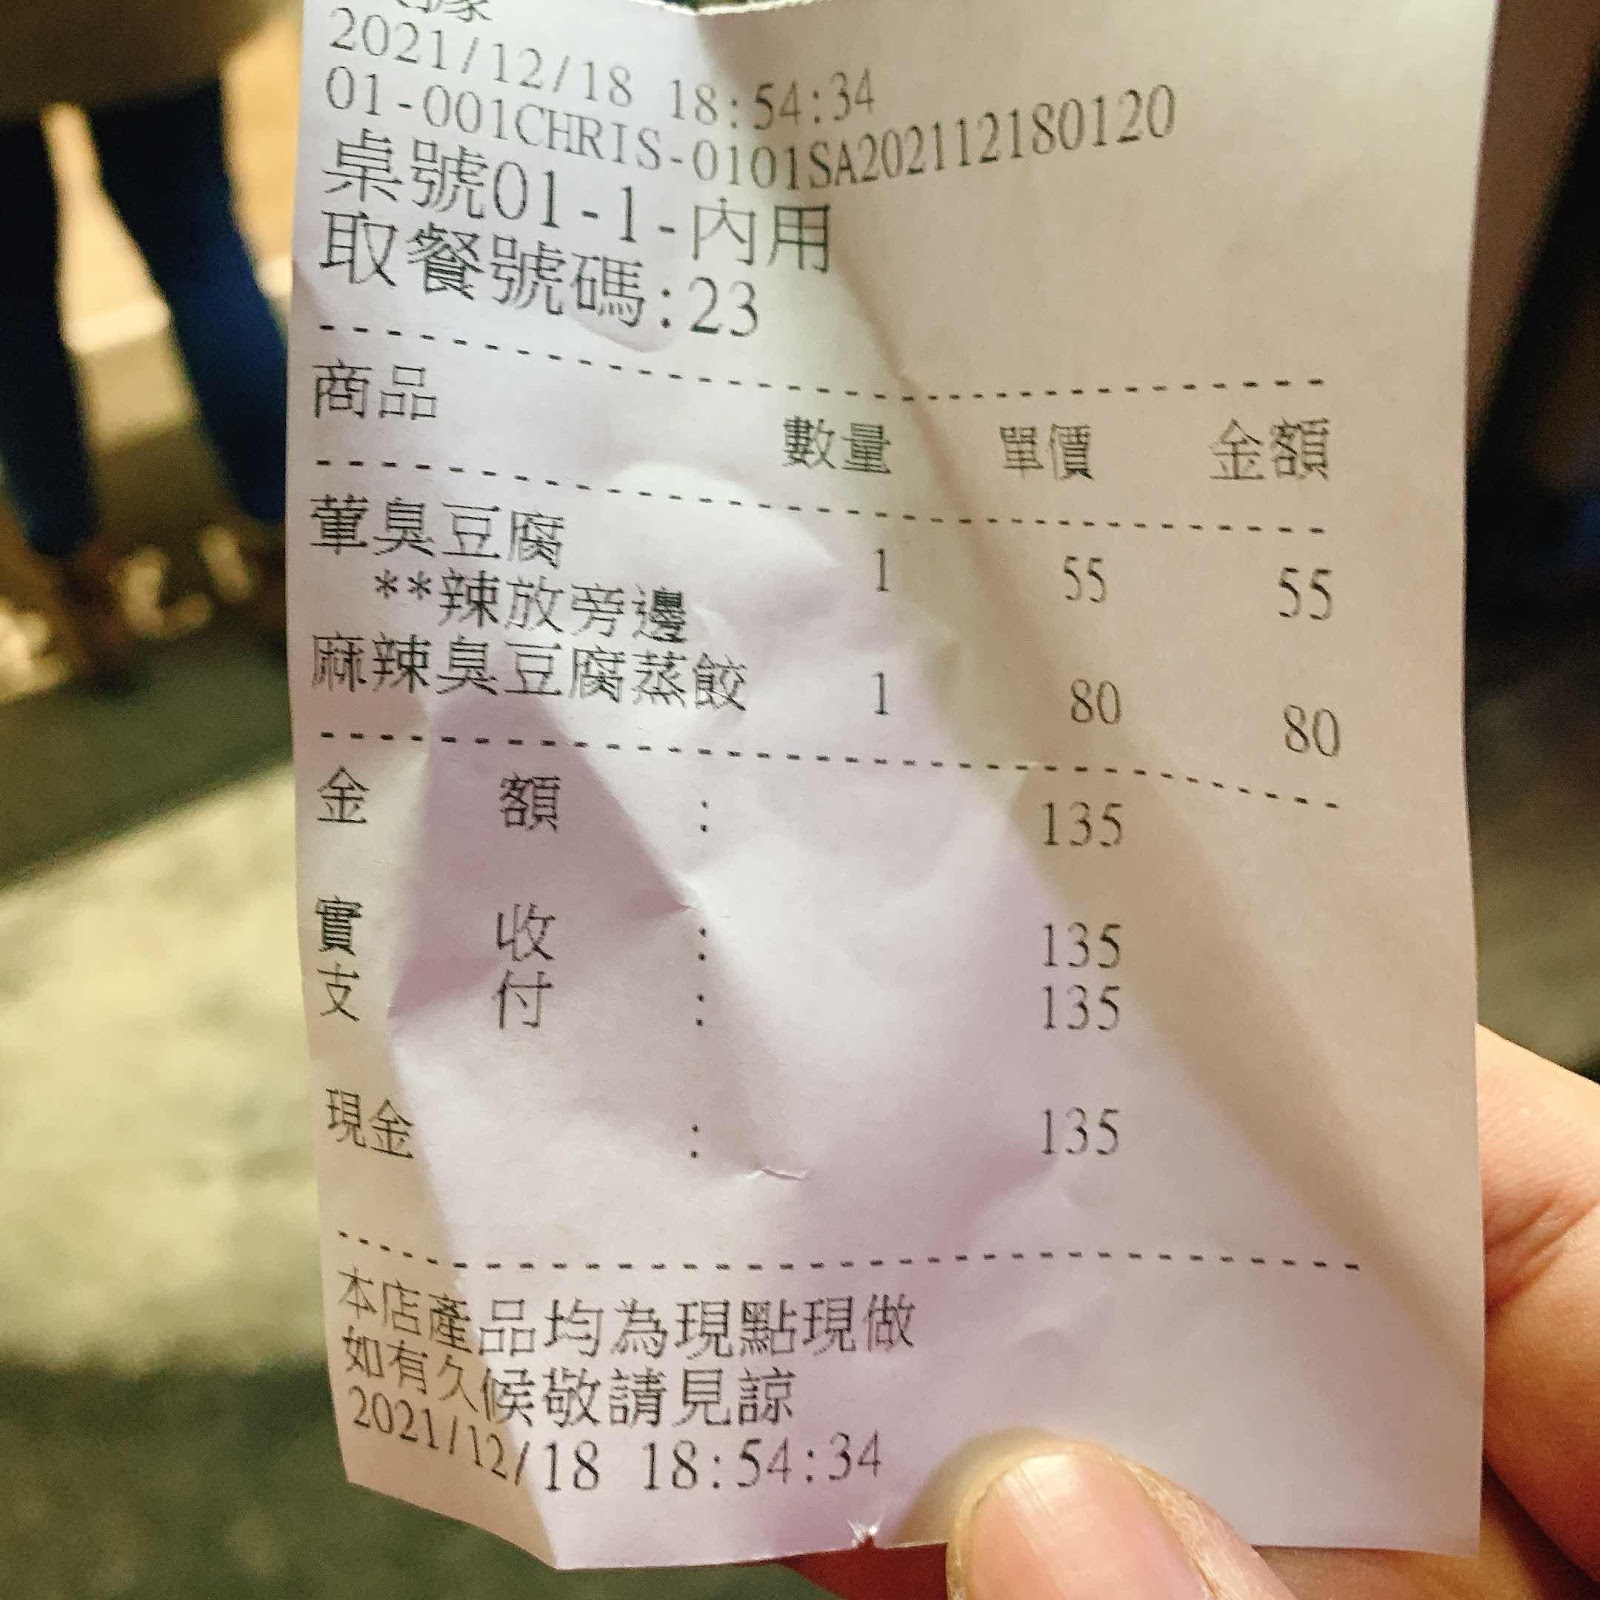 2021/12/18 18:54:34
01-001CHRIS-0101SA202112180120
桌號01-1-內用
取餐號碼:23
商品 數量 單價 金額
葷臭豆腐 1 55 55
**辣放旁邊
麻辣臭豆腐蒸餃 1 80 80
金 額 : 135
實 收 : 135
支 付 : 135
現金 : 135
本店產品均為現點現做
如有久候敬請見諒
2021/12/18 18:54:34